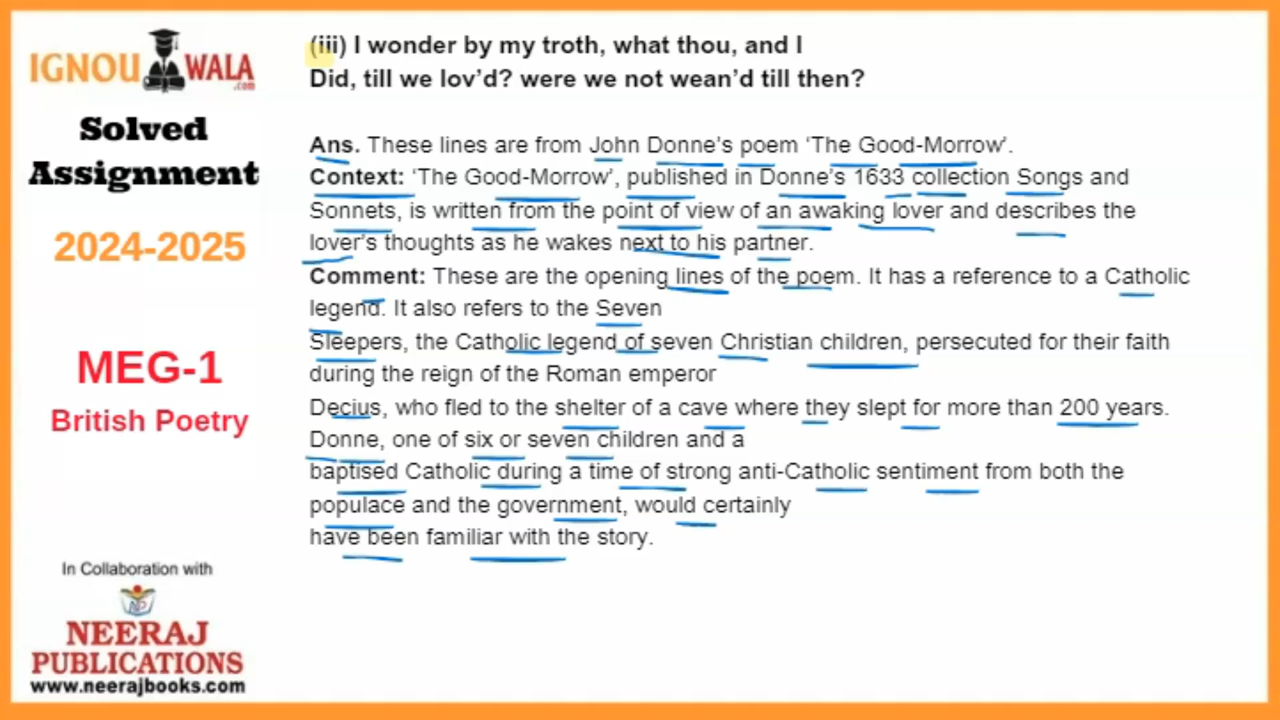 IGNOU WALA
.com
Solved
Assignment
2024-2025
MEG-1
British Poetry
In Collaboration with
NEERAJ
PUBLICATIONS
www.neerajbooks.com
(iii) I wonder by my troth, what thou, and I
Did, till we lov’d? were we not wean’d till then?
Ans. These lines are from John Donne’s poem ‘The Good-Morrow’.
Context: ‘The Good-Morrow’, published in Donne’s 1633 collection Songs and
Sonnets, is written from the point of view of an awaking lover and describes the
lover’s thoughts as he wakes next to his partner.
Comment: These are the opening lines of the poem. It has a reference to a Catholic
legend. It also refers to the Seven
Sleepers, the Catholic legend of seven Christian children, persecuted for their faith
during the reign of the Roman emperor
Decius, who fled to the shelter of a cave where they slept for more than 200 years.
Donne, one of six or seven children and a
baptised Catholic during a time of strong anti-Catholic sentiment from both the
populace and the government, would certainly
have been familiar with the story.